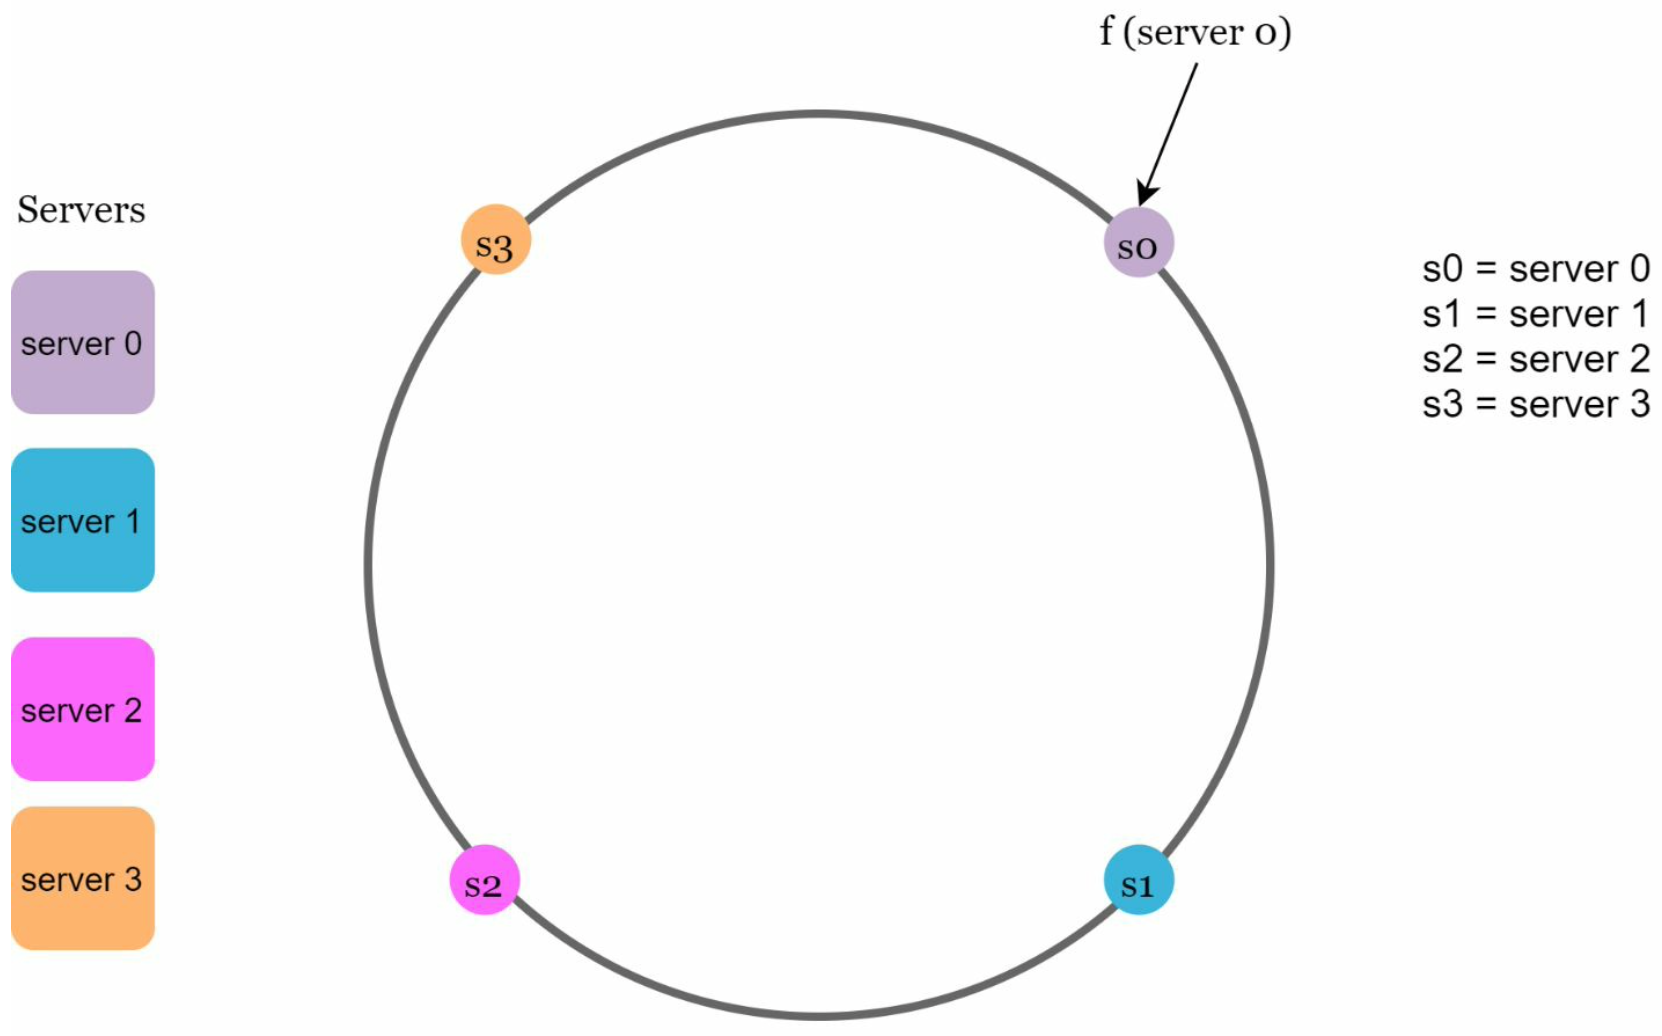 f (server 0)
Servers
server 0
server 1
server 2
server 3
s3
s0
s2
s1
s0 = server 0
s1 = server 1
s2 = server 2
s3 = server 3